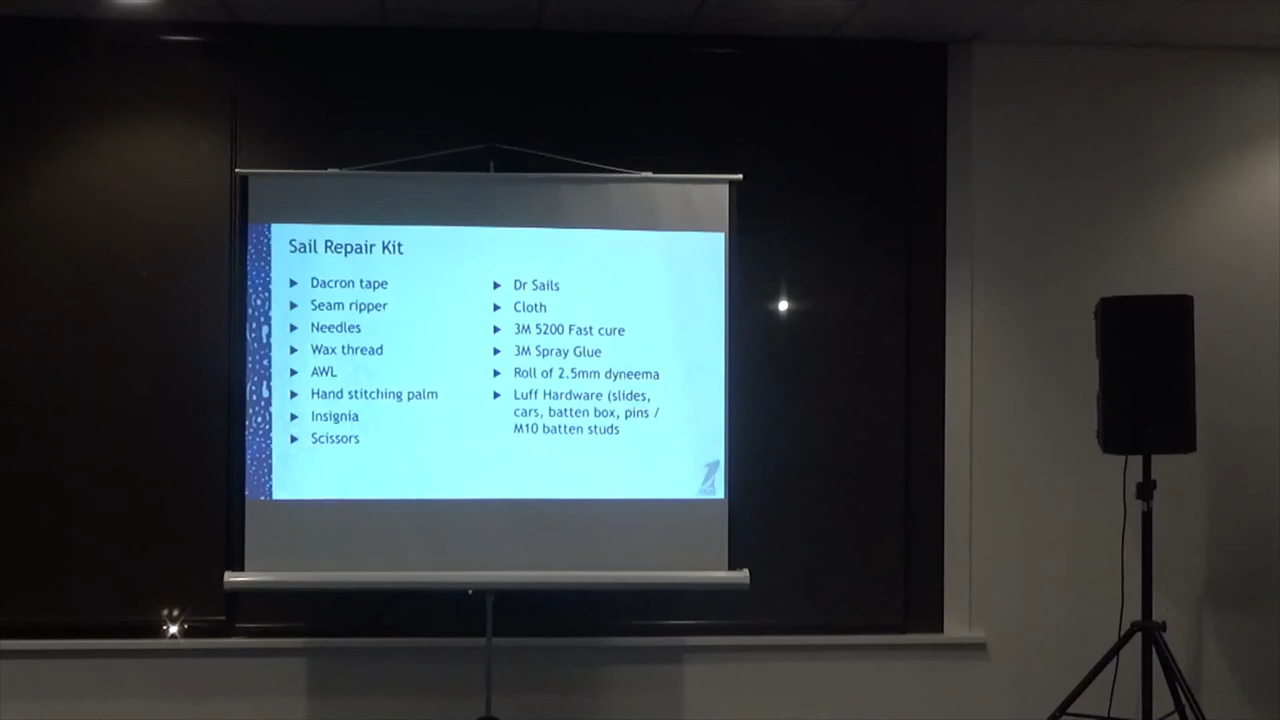 Sail Repair Kit
Dacron tape
Seam ripper
Needles
Wax thread
AWL
Hand stitching palm
Insignia
Scissors
Dr Sails
Cloth
3M 5200 Fast cure
3M Spray Glue
Roll of 2.5mm dyneema
Luff Hardware (slides,
cars, batten box, pins /
M10 batten studs